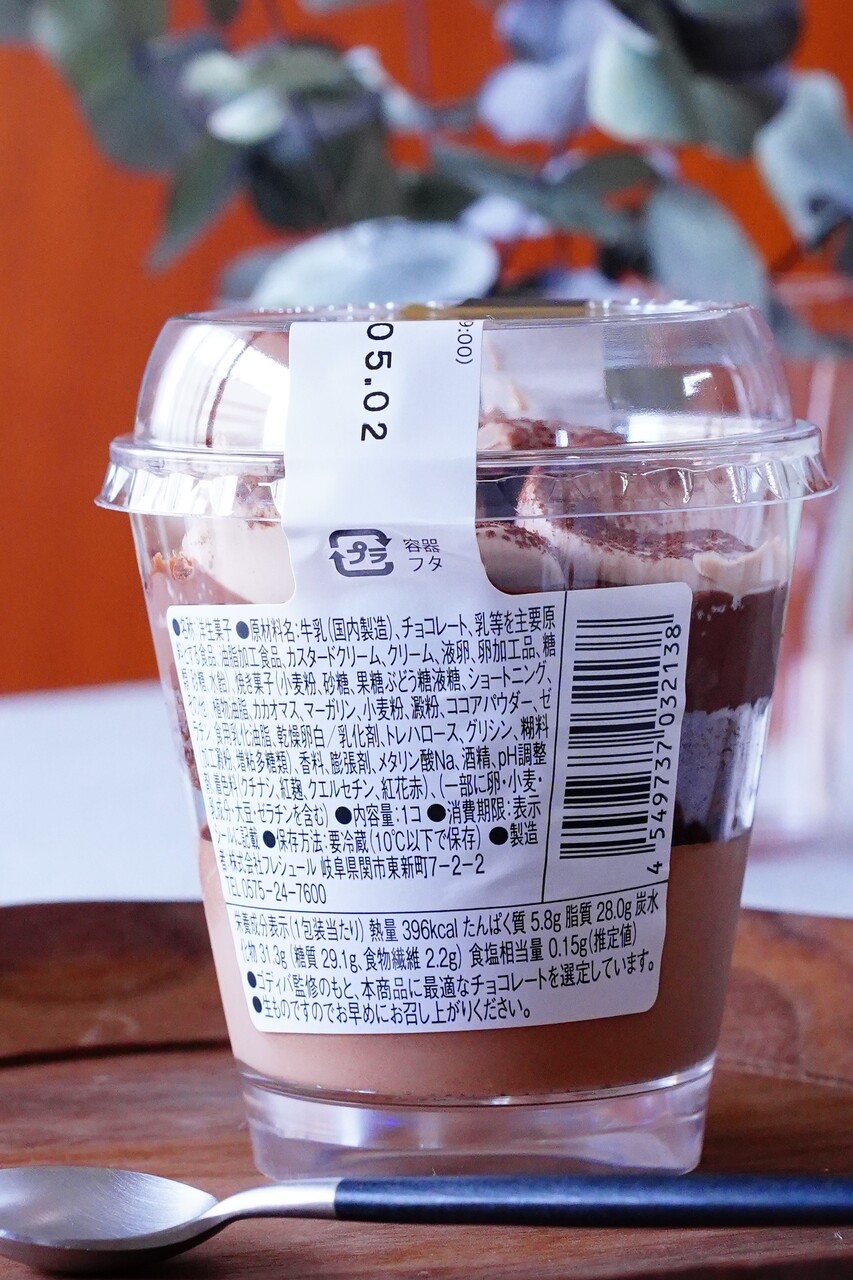 9:00)
05.02
プラ
容器
フタ
●名称:洋生菓子 ●原材料名:牛乳(国内製造)、チョコレート、乳等を主要原
料とする食品、油脂加工食品、カスタードクリーム、クリーム、液卵、卵加工品、糖
類(砂糖、水飴)、焼き菓子(小麦粉、砂糖、果糖ぶどう糖液糖、ショートニング、
その他)、植物油脂、カカオマス、マーガリン、小麦粉、澱粉、ココアパウダー、ゼ
ラチン、食用乳化油脂、乾燥卵白/乳化剤、トレハロース、グリシン、糊料
(加工澱粉、増粘多糖類)、香料、膨張剤、メタリン酸Na、酒精、pH調整
剤、着色料(クチナシ、紅麹、クエルセチン、紅花赤)、(一部に卵・小麦・
乳成分・大豆・ゼラチンを含む) ●内容量:1コ ●消費期限:表示
シールに記載 ●保存方法:要冷蔵(10℃以下で保存) ●製造
者:株式会社フレシュール 岐阜県関市東新町7-2-2
TEL 0575-24-7600
4 549737 032138
栄養成分表示(1包装当たり) 熱量 396kcal たんぱく質 5.8g 脂質 28.0g 炭水
化物 31.3g (糖質 29.1g、食物繊維 2.2g) 食塩相当量 0.15g(推定値)
●ゴディバ監修のもと、本商品に最適なチョコレートを選定しています。
●生ものですのでお早めにお召し上がりください。